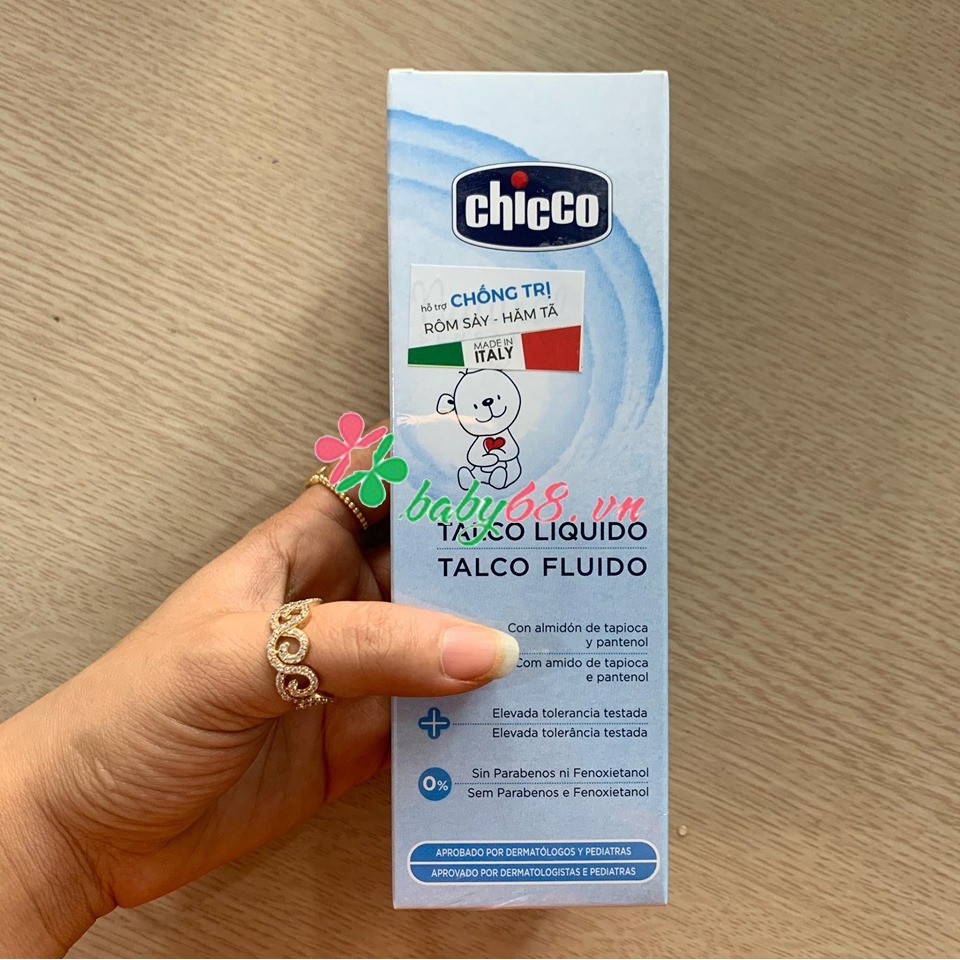 chicco
hỗ trợ CHỐNG TRỊ
RÔM SẢY - HĂM TÃ
MADE IN
ITALY
baby68.vn
TALCO LIQUIDO
TALCO FLUIDO
Con almidón de tapioca
y pantenol
Com amido de tapioca
e pantenol
Elevada tolerancia testada
Elevada tolerância testada
0%
Sin Parabenos ni Fenoxietanol
Sem Parabenos e Fenoxietanol
APROBADO POR DERMATÓLOGOS Y PEDIATRAS
APROVADO POR DERMATOLOGISTAS E PEDIATRAS